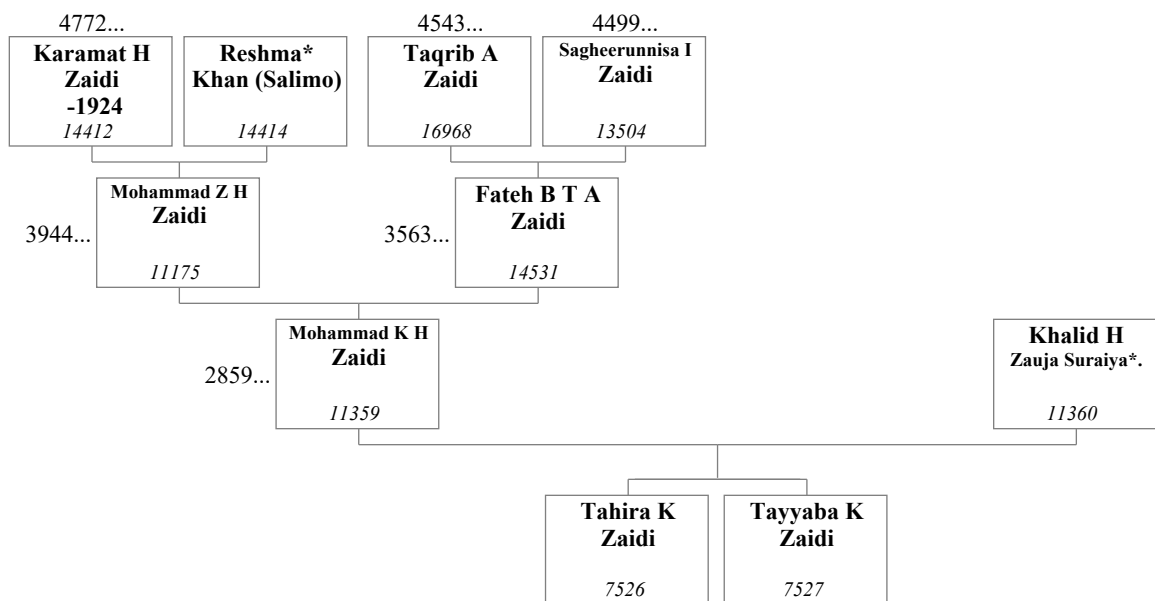 4772...
4543...
4499...
Karamat H
Zaidi
-1924
14412
Reshma*
Khan (Salimo)
14414
Taqrib A
Zaidi
16968
Sagheerunnisa I
Zaidi
13504
3944...
Mohammad Z H
Zaidi
11175
3563...
Fateh B T A
Zaidi
14531
2859...
Mohammad K H
Zaidi
11359
Khalid H
Zauja Suraiya*.
11360
Tahira K
Zaidi
7526
Tayyaba K
Zaidi
7527